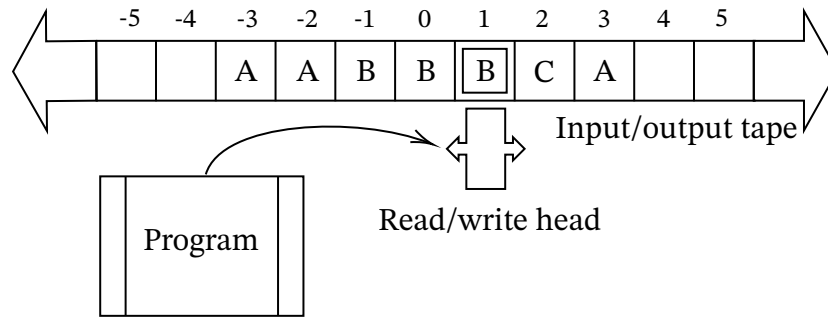 -5 -4 -3 -2 -1 0 1 2 3 4 5
A A B B B C A
Input/output tape
Read/write head
Program